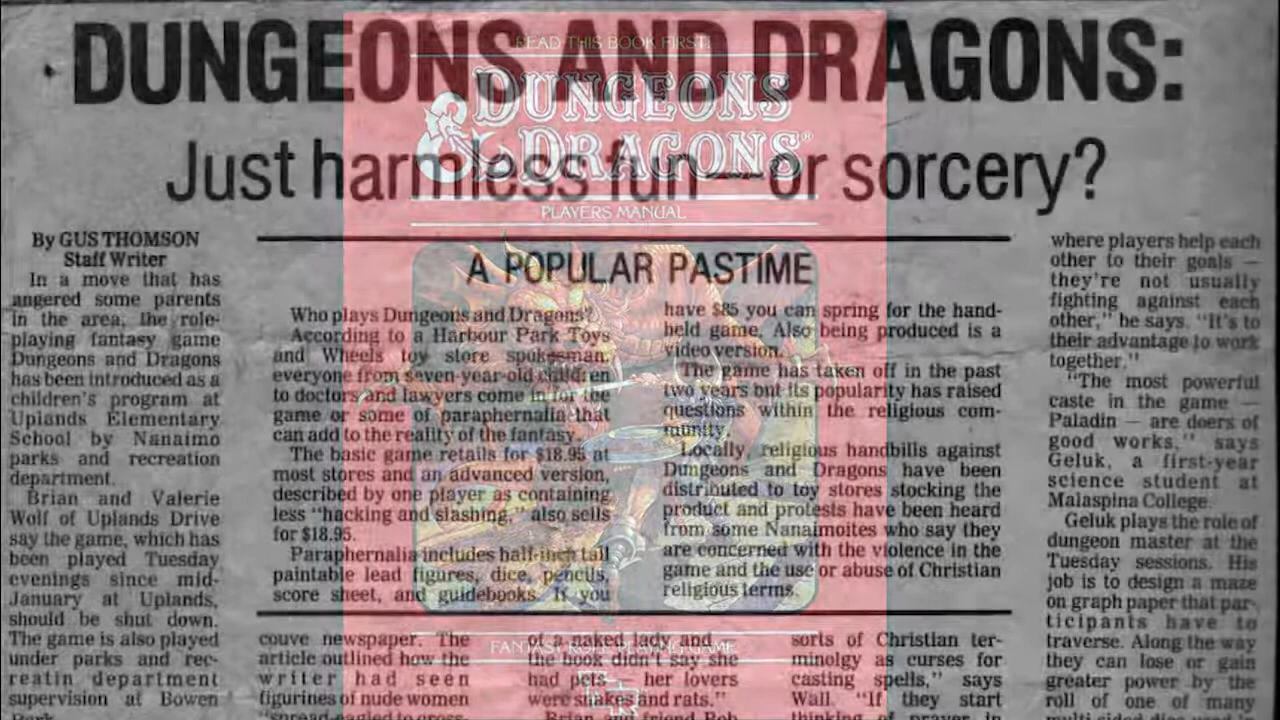 DUNGEONS AND DRAGONS:
Just harmless fun—or sorcery?
READ THIS BOOK FIRST!
DUNGEONS
& DRAGONS®
PLAYERS MANUAL
By GUS THOMSON
Staff Writer
In a move that has
angered some parents
in the area, the role-
playing fantasy game
Dungeons and Dragons
has been introduced as a
children's program at
Uplands Elementary
School by Nanaimo
parks and recreation
department.
Brian and Valerie
Wolf of Uplands Drive
say the game, which has
been played Tuesday
evenings since mid-
January at Uplands,
should be shut down.
The game is also played
under parks and rec-
reatin department
supervision at Bowen
Park.
A POPULAR PASTIME
Who plays Dungeons and Dragons?
According to a Harbour Park Toys
and Wheels toy store spokesman,
everyone from seven-year-old children
to doctors and lawyers come in for the
game or some of paraphernalia that
can add to the reality of the fantasy.
The basic game retails for $18.95 at
most stores and an advanced version,
described by one player as containing
less "hacking and slashing," also sells
for $18.95.
Paraphernalia includes half-inch tall
paintable lead figures, dice, pencils,
score sheet, and guidebooks. If you
have $85 you can spring for the hand-
held game. Also being produced is a
video version.
The game has taken off in the past
two years but its popularity has raised
questions within the religious com-
munity.
Locally, religious handbills against
Dungeons and Dragons have been
distributed to toy stores stocking the
product and protests have been heard
from some Nanaimoites who say they
are concerned with the violence in the
game and the use or abuse of Christian
religious terms.
FANTASY ROLE PLAYING GAME
couve newspaper. The
article outlined how the
writer had seen
figurines of nude women
"spread-eagled to cross-
of a naked lady and
the book didn't say she
had pets — her lovers
were snakes and rats."
Brian and friend Bob
sorts of Christian ter-
minolgy as curses for
casting spells," says
Wall. "If they start
thinking of prayer in
where players help each
other to their goals —
they're not usually
fighting against each
other," he says. "It's to
their advantage to work
together."
"The most powerful
caste in the game —
Paladin — are doers of
good works," says
Geluk, a first-year
science student at
Malaspina College.
Geluk plays the role of
dungeon master at the
Tuesday sessions. His
job is to design a maze
on graph paper that par-
ticipants have to
traverse. Along the way
they can lose or gain
greater power by the
roll of one of many